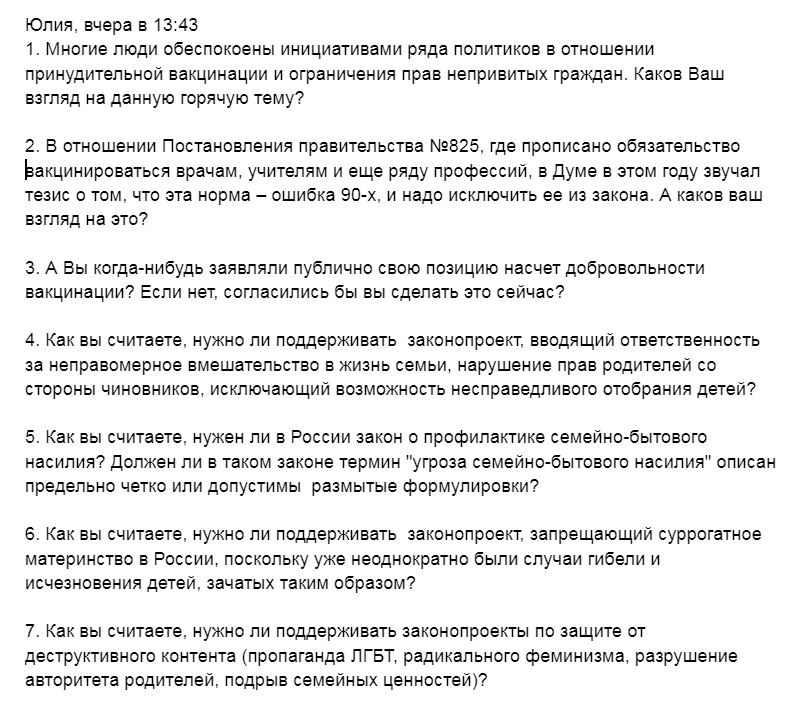 Юлия, вчера в 13:43
1. Многие люди обеспокоены инициативами ряда политиков в отношении
принудительной вакцинации и ограничения прав непривитых граждан. Каков Ваш
взгляд на данную горячую тему?
2. В отношении Постановления правительства №825, где прописано обязательство
вакцинироваться врачам, учителям и еще ряду профессий, в Думе в этом году звучал
тезис о том, что эта норма – ошибка 90-х, и надо исключить ее из закона. А каков ваш
взгляд на это?
3. А Вы когда-нибудь заявляли публично свою позицию насчет добровольности
вакцинации? Если нет, согласились бы вы сделать это сейчас?
4. Как вы считаете, нужно ли поддерживать  законопроект, вводящий ответственность
за неправомерное вмешательство в жизнь семьи, нарушение прав родителей со
стороны чиновников, исключающий возможность несправедливого отобрания детей?
5. Как вы считаете, нужен ли в России закон о профилактике семейно-бытового
насилия? Должен ли в таком законе термин "угроза семейно-бытового насилия" описан
предельно четко или допустимы  размытые формулировки?
6. Как вы считаете, нужно ли поддерживать  законопроект, запрещающий суррогатное
материнство в России, поскольку уже неоднократно были случаи гибели и
исчезновения детей, зачатых таким образом?
7. Как вы считаете, нужно ли поддерживать законопроекты по защите от
деструктивного контента (пропаганда ЛГБТ, радикального феминизма, разрушение
авторитета родителей, подрыв семейных ценностей)?